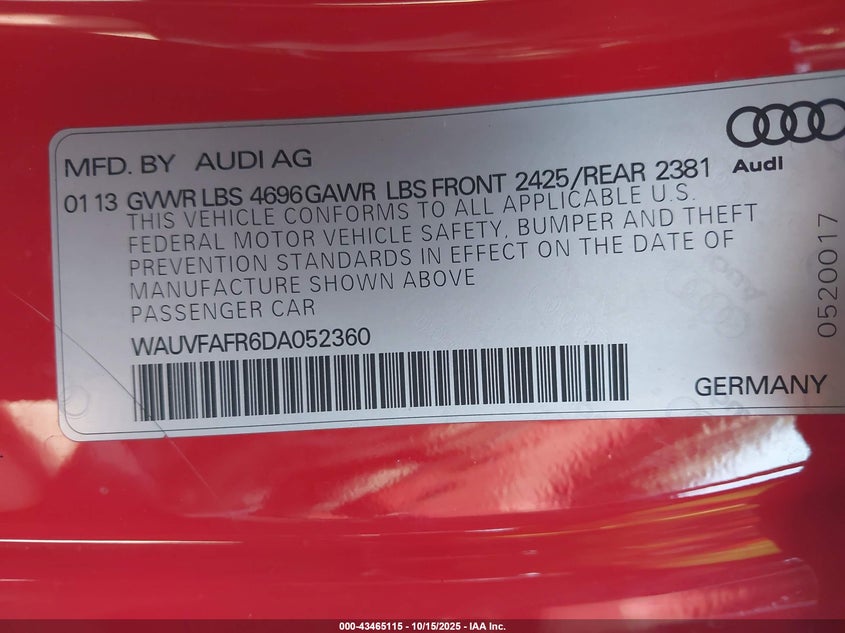 MFD. BY AUDI AG
Audi
01 13 GVWR LBS 4696 GAWR LBS FRONT 2425/REAR 2381
THIS VEHICLE CONFORMS TO ALL APPLICABLE U.S.
FEDERAL MOTOR VEHICLE SAFETY, BUMPER AND THEFT
PREVENTION STANDARDS IN EFFECT ON THE DATE OF
MANUFACTURE SHOWN ABOVE
PASSENGER CAR
WAUVFAFR6DA052360
GERMANY
0520017
000-43465115 - 10/15/2025 - IAA Inc.